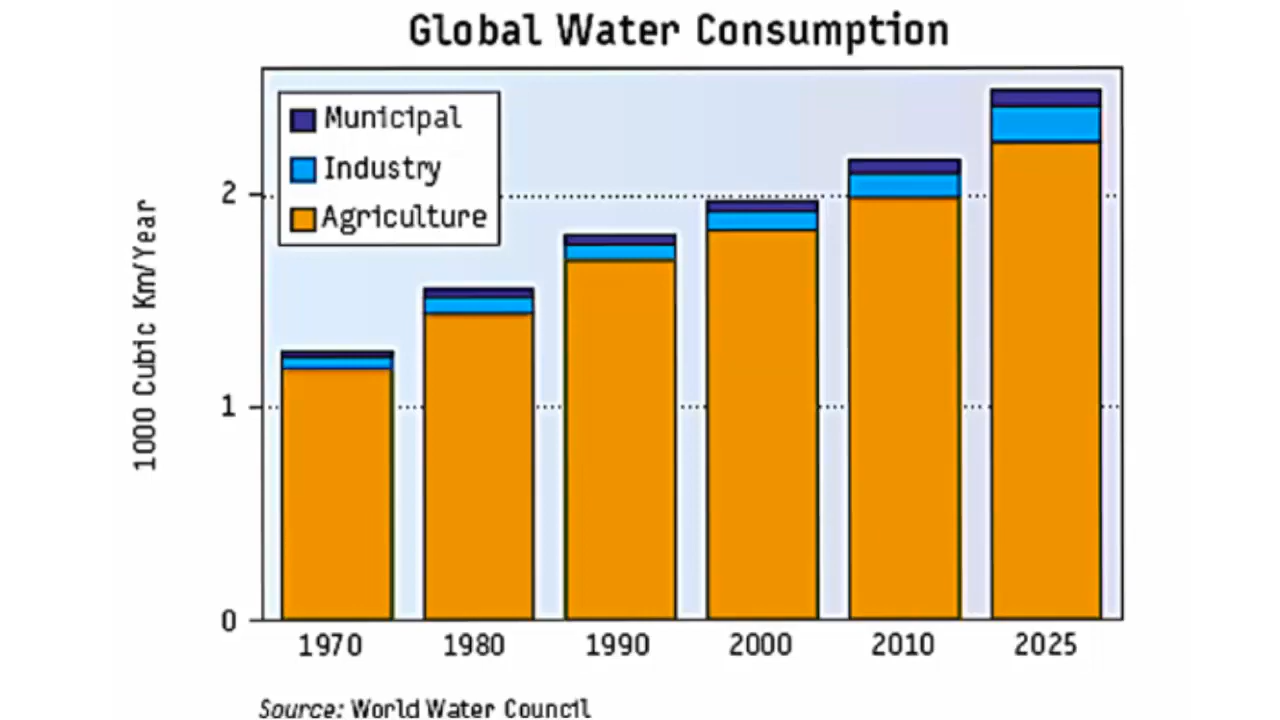 Global Water Consumption
Municipal
Industry
Agriculture
1000 Cubic Km/Year
2
1
0
1970 1980 1990 2000 2010 2025
Source: World Water Council